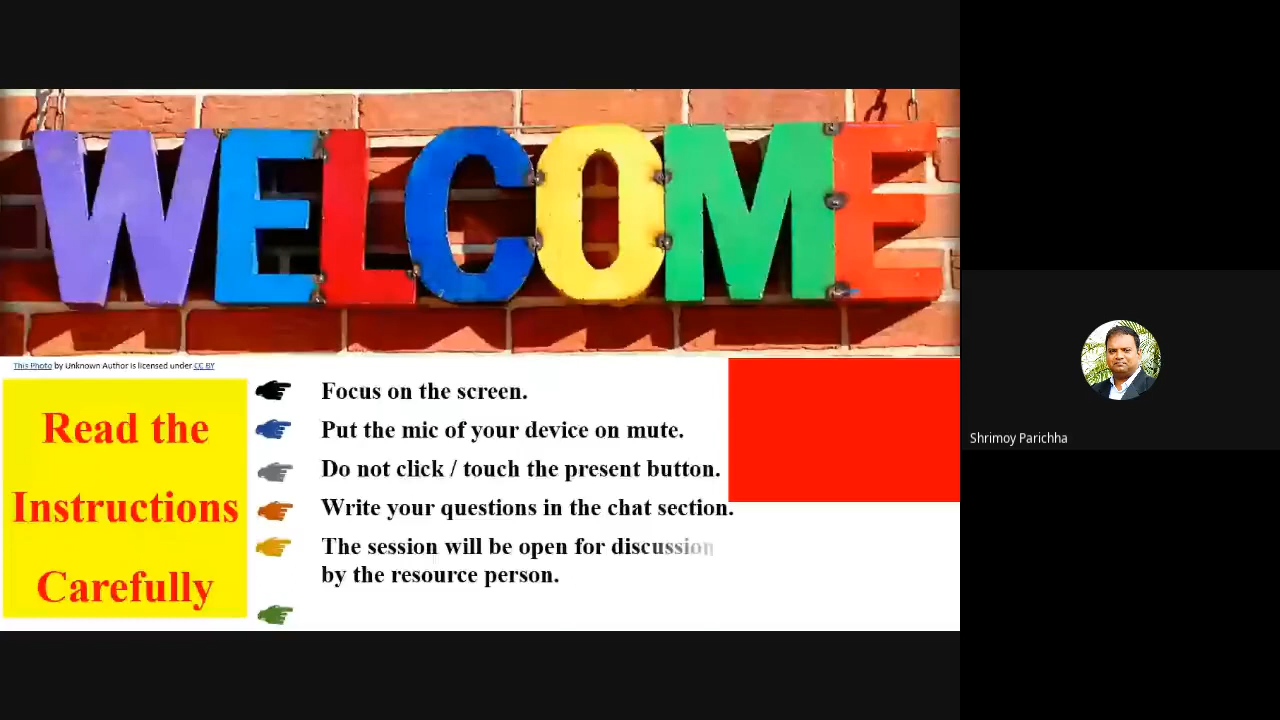 WELCOME
This Photo by Unknown Author is licensed under CC BY
Read the
Instructions
Carefully
Focus on the screen.
Put the mic of your device on mute.
Do not click / touch the present button.
Write your questions in the chat section.
The session will be open for discussion
by the resource person.
Shrimoy Parichha